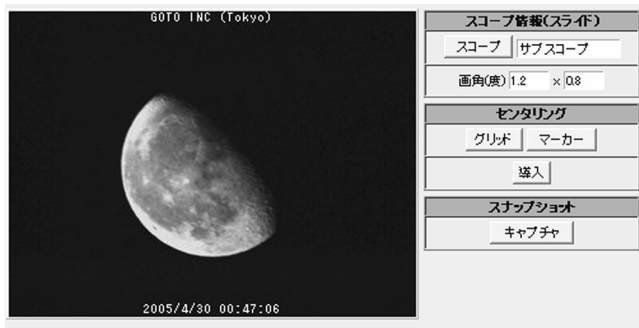 GOTO INC (Tokyo)
2005/4/30 00:47:06
スコープ情報(スライド)
スコープ サブスコープ
画角(度) 1.2 × 0.8
センタリング
グリッド マーカー
導入
スナップショット
キャプチャ